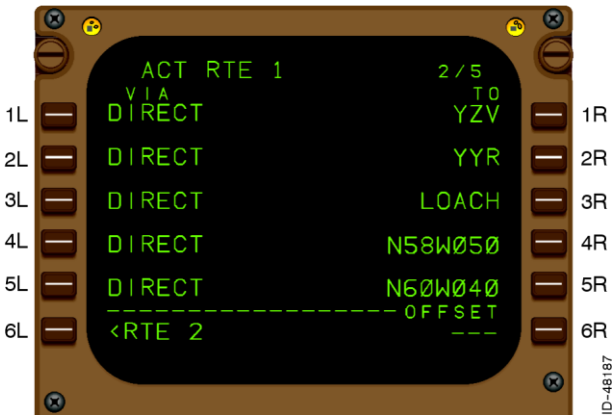 ACT RTE 1 2/5
VIA TO
1L DIRECT YZV 1R
2L DIRECT YYR 2R
3L DIRECT LOACH 3R
4L DIRECT N58W050 4R
5L DIRECT N60W040 5R
------------------ OFFSET
6L <RTE 2 --- 6R
ID-48187